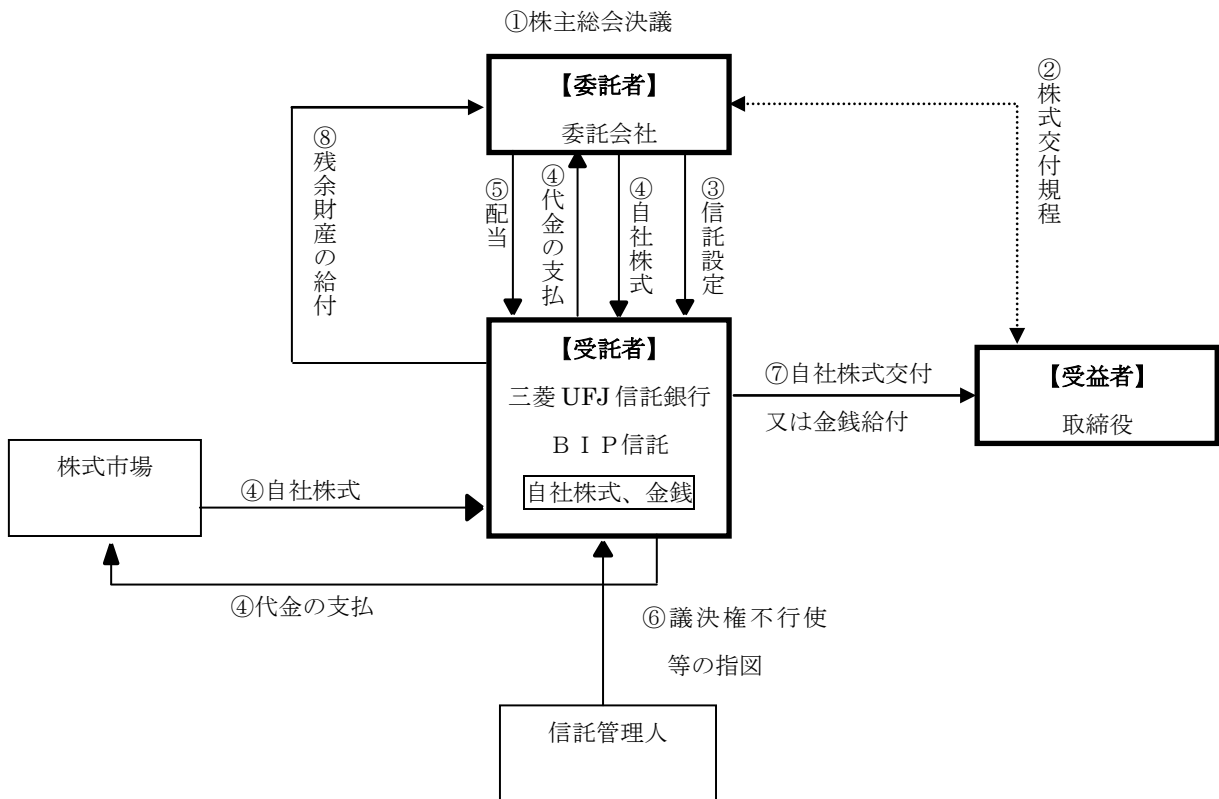 ①株主総会決議
【委託者】
委託会社
②株式交付規程
⑧残余財産の給付
⑤配当
④代金の支払
④自社株式
③信託設定
【受託者】
三菱 UFJ 信託銀行
ＢＩＰ信託
自社株式、金銭
⑦自社株式交付
又は金銭給付
【受益者】
取締役
株式市場
④自社株式
④代金の支払
⑥議決権不行使
等の指図
信託管理人